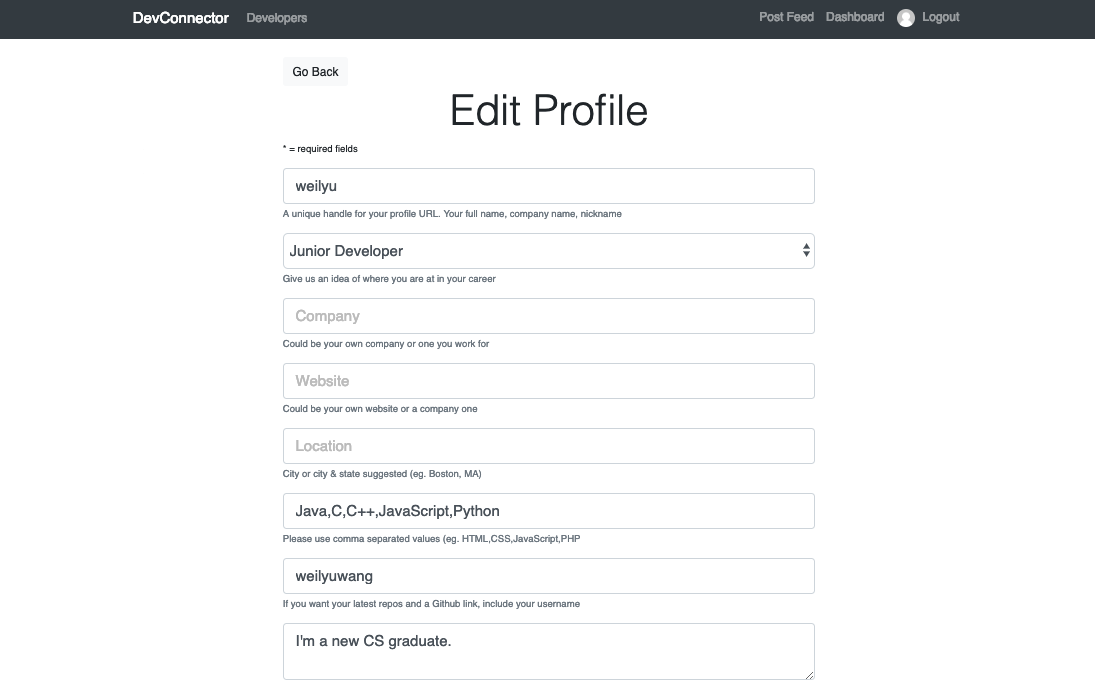 DevConnector Developers Post Feed Dashboard Logout
Go Back
Edit Profile
* = required fields
weilyu
A unique handle for your profile URL. Your full name, company name, nickname
Junior Developer
Give us an idea of where you are at in your career
Company
Could be your own company or one you work for
Website
Could be your own website or a company one
Location
City or city & state suggested (eg. Boston, MA)
Java,C,C++,JavaScript,Python
Please use comma separated values (eg. HTML,CSS,JavaScript,PHP
weilyuwang
If you want your latest repos and a Github link, include your username
I'm a new CS graduate.